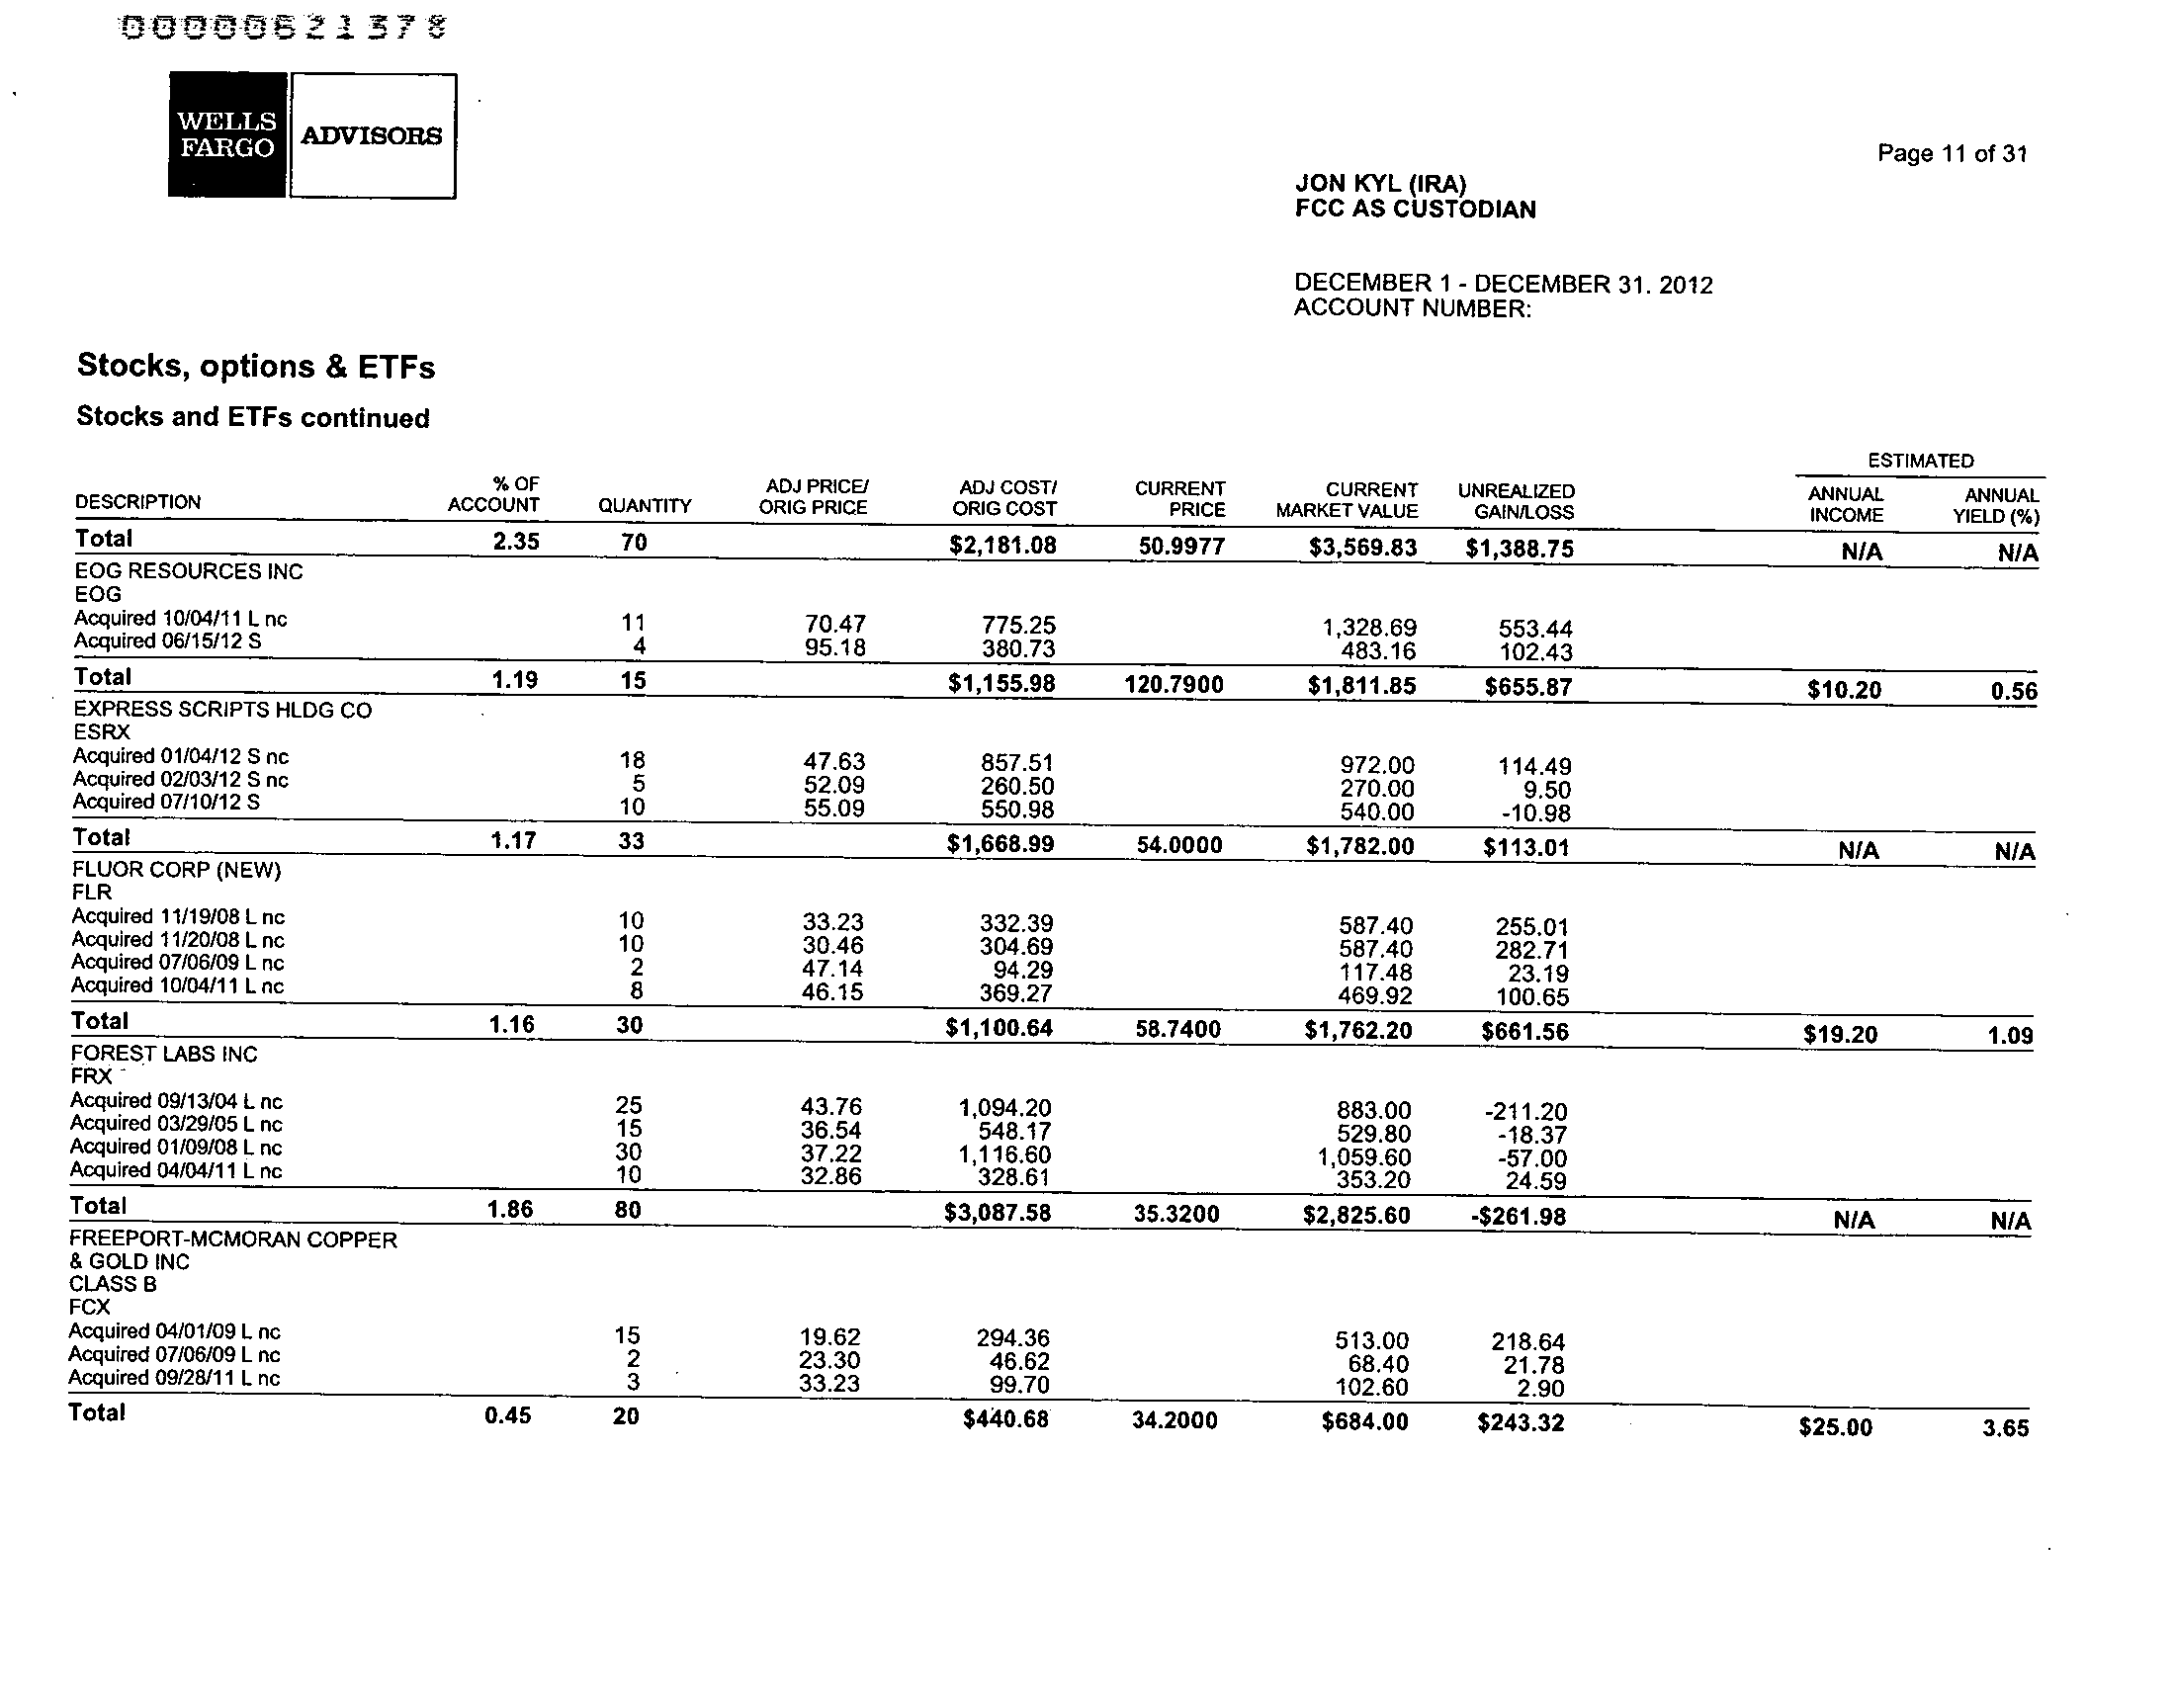 00000621378
WELLS
FARGO
ADVISORS
Page 11 of 31
JON KYL (IRA)
FCC AS CUSTODIAN
DECEMBER 1 - DECEMBER 31. 2012
ACCOUNT NUMBER:
Stocks, options & ETFs
Stocks and ETFs continued
ESTIMATED
DESCRIPTION % OF ACCOUNT QUANTITY ADJ PRICE/ ORIG PRICE ADJ COST/ ORIG COST CURRENT PRICE CURRENT MARKET VALUE UNREALIZED GAIN/LOSS ANNUAL INCOME ANNUAL YIELD (%)
Total 2.35 70 $2,181.08 50.9977 $3,569.83 $1,388.75 N/A N/A
EOG RESOURCES INC
EOG
Acquired 10/04/11 L nc 11 70.47 775.25 1,328.69 553.44
Acquired 06/15/12 S 4 95.18 380.73 483.16 102.43
Total 1.19 15 $1,155.98 120.7900 $1,811.85 $655.87 $10.20 0.56
EXPRESS SCRIPTS HLDG CO
ESRX
Acquired 01/04/12 S nc 18 47.63 857.51 972.00 114.49
Acquired 02/03/12 S nc 5 52.09 260.50 270.00 9.50
Acquired 07/10/12 S 10 55.09 550.98 540.00 -10.98
Total 1.17 33 $1,668.99 54.0000 $1,782.00 $113.01 N/A N/A
FLUOR CORP (NEW)
FLR
Acquired 11/19/08 L nc 10 33.23 332.39 587.40 255.01
Acquired 11/20/08 L nc 10 30.46 304.69 587.40 282.71
Acquired 07/06/09 L nc 2 47.14 94.29 117.48 23.19
Acquired 10/04/11 L nc 8 46.15 369.27 469.92 100.65
Total 1.16 30 $1,100.64 58.7400 $1,762.20 $661.56 $19.20 1.09
FOREST LABS INC
FRX
Acquired 09/13/04 L nc 25 43.76 1,094.20 883.00 -211.20
Acquired 03/29/05 L nc 15 36.54 548.17 529.80 -18.37
Acquired 01/09/08 L nc 30 37.22 1,116.60 1,059.60 -57.00
Acquired 04/04/11 L nc 10 32.86 328.61 353.20 24.59
Total 1.86 80 $3,087.58 35.3200 $2,825.60 -$261.98 N/A N/A
FREEPORT-MCMORAN COPPER
& GOLD INC
CLASS B
FCX
Acquired 04/01/09 L nc 15 19.62 294.36 513.00 218.64
Acquired 07/06/09 L nc 2 23.30 46.62 68.40 21.78
Acquired 09/28/11 L nc 3 33.23 99.70 102.60 2.90
Total 0.45 20 $440.68 34.2000 $684.00 $243.32 $25.00 3.65